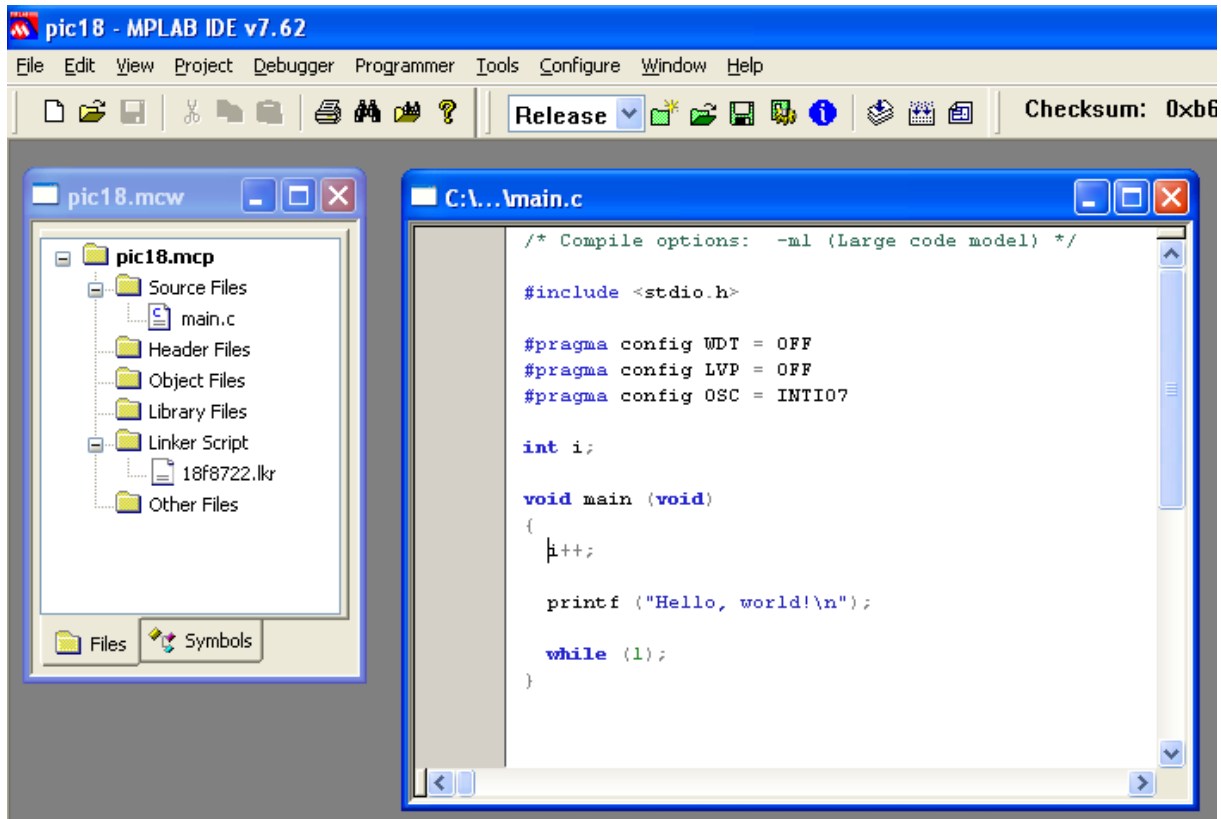 pic18 - MPLAB IDE v7.62
File Edit View Project Debugger Programmer Tools Configure Window Help
Release Checksum: 0xb6
pic18.mcw
pic18.mcp
Source Files
main.c
Header Files
Object Files
Library Files
Linker Script
18f8722.lkr
Other Files
Files Symbols
C:\...\main.c
/* Compile options:  -ml (Large code model) */
#include <stdio.h>
#pragma config WDT = OFF
#pragma config LVP = OFF
#pragma config OSC = INTIO7
int i;
void main (void)
{
i++;
printf ("Hello, world!\n");
while (1);
}